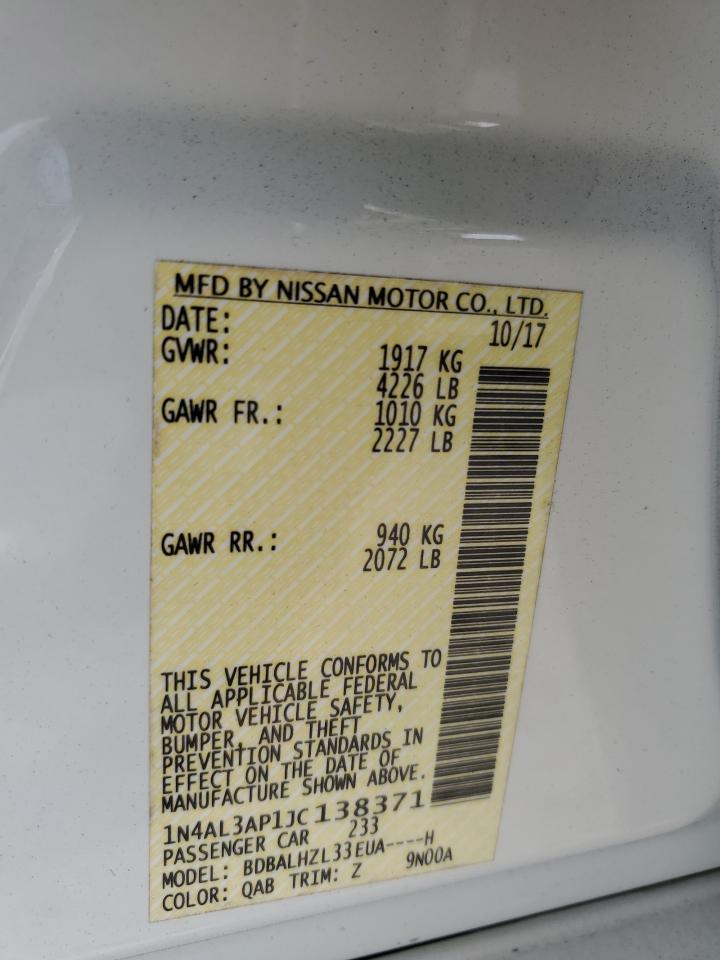 MFD BY NISSAN MOTOR CO., LTD.
DATE: 10/17
GVWR: 1917 KG
4226 LB
GAWR FR.: 1010 KG
2227 LB
GAWR RR.: 940 KG
2072 LB
THIS VEHICLE CONFORMS TO
ALL APPLICABLE FEDERAL
MOTOR VEHICLE SAFETY,
BUMPER, AND THEFT
PREVENTION STANDARDS IN
EFFECT ON THE DATE OF
MANUFACTURE SHOWN ABOVE.
1N4AL3AP1JC138371
PASSENGER CAR 233
MODEL: BDBALHZL33EUA----H
COLOR: QAB TRIM: Z 9N00A